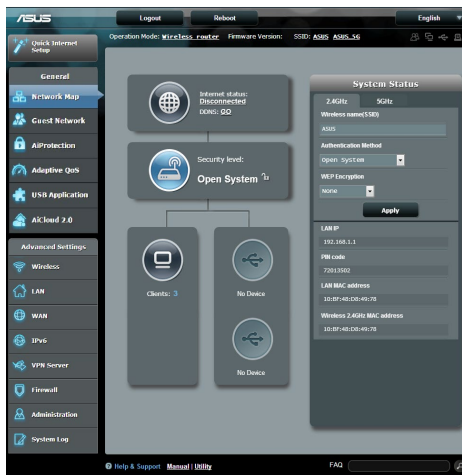 ASUS
Logout
Reboot
English
Quick Internet
Setup
Operation Mode: Wireless router Firmware Version: SSID: ASUS ASUS_5G
General
Network Map
Guest Network
AiProtection
Adaptive QoS
USB Application
AiCloud 2.0
Advanced Settings
Wireless
LAN
WAN
IPv6
VPN Server
Firewall
Administration
System Log
Internet status:
Disconnected
DDNS: GO
Security level:
Open System
Clients: 3
No Device
No Device
System Status
2.4GHz
5GHz
Wireless name(SSID)
ASUS
Authentication Method
Open System
WEP Encryption
None
Apply
LAN IP
192.168.1.1
PIN code
72013502
LAN MAC address
10:BF:48:D8:49:78
Wireless 2.4GHz MAC address
10:BF:48:D8:49:78
Help & Support Manual | Utility
FAQ